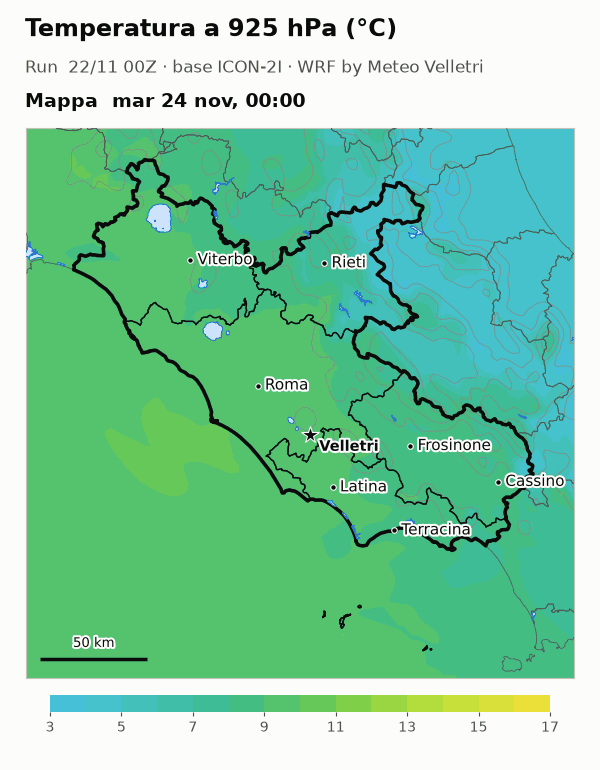 Temperatura a 925 hPa (°C)
Run  22/11 00Z · base ICON-2I · WRF by Meteo Velletri
Mappa  mar 24 nov, 00:00
Viterbo
Rieti
Roma
Velletri
Frosinone
Latina
Cassino
Terracina
50 km
3 5 7 9 11 13 15 17